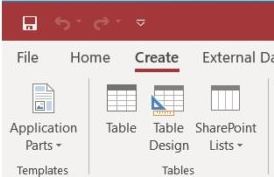 File Home Create External Da
Application Parts
Table
Table Design
SharePoint Lists
Templates Tables